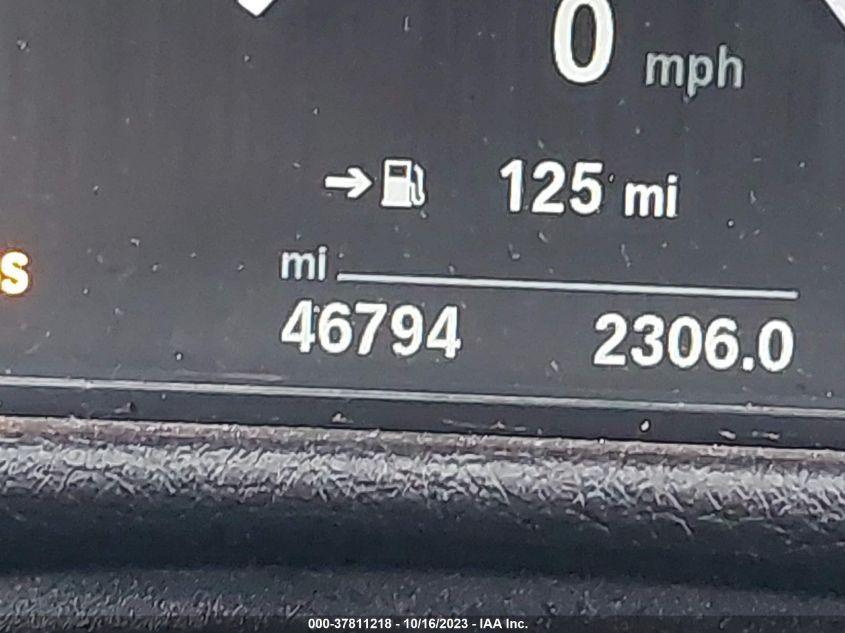 0 mph
125 mi
s
mi
46794 2306.0
000-37811218 - 10/16/2023 - IAA Inc.